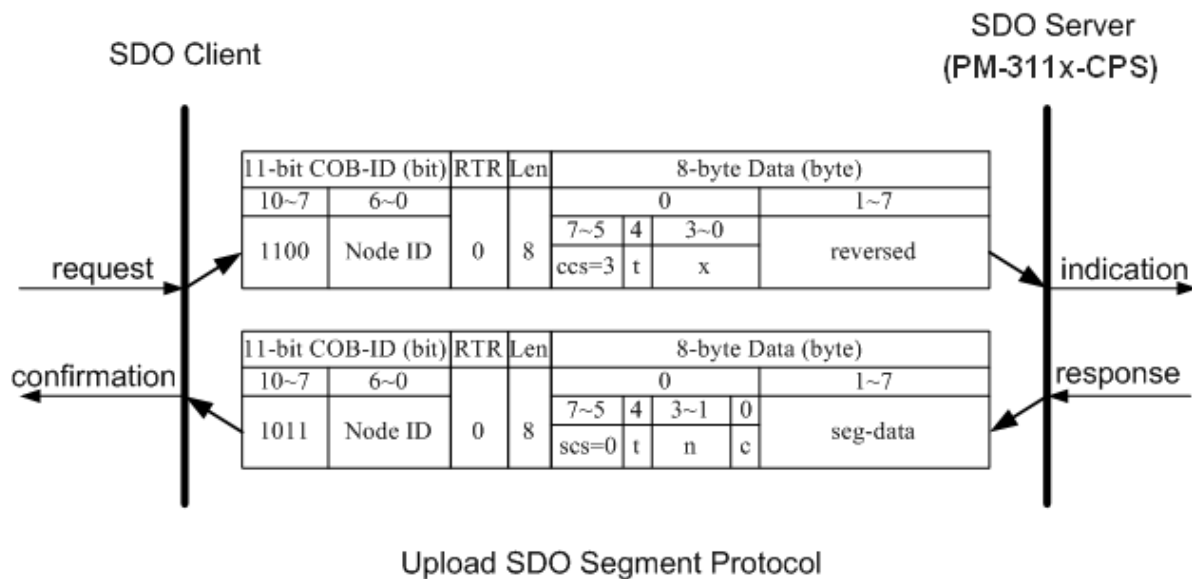 SDO Client
SDO Server
(PM-311x-CPS)
11-bit COB-ID (bit) RTR Len 8-byte Data (byte)
10~7 6~0 0 1~7
7~5 4 3~0
1100 Node ID 0 8 reversed
ccs=3 t x
request
indication
11-bit COB-ID (bit) RTR Len 8-byte Data (byte)
10~7 6~0 0 1~7
confirmation
response
7~5 4 3~1 0
1011 Node ID 0 8 seg-data
scs=0 t n c
Upload SDO Segment Protocol